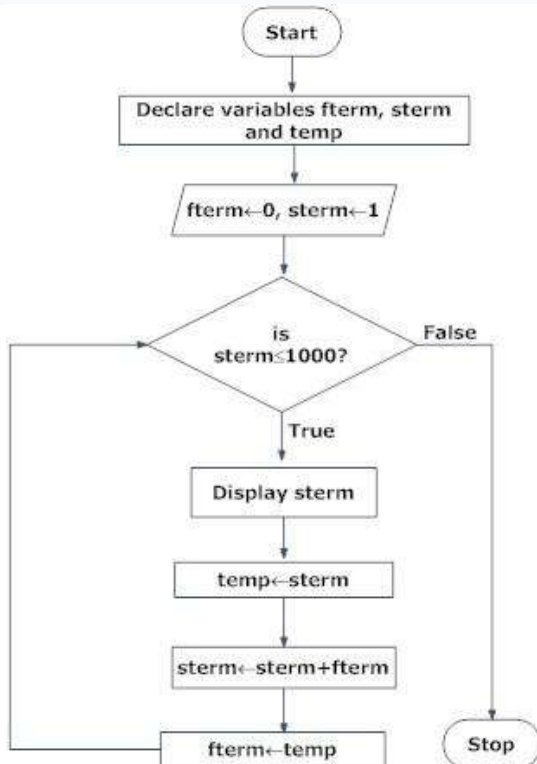 Start
Declare variables fterm, sterm
and temp
fterm←0, sterm←1
is
sterm≤1000?
False
True
Display sterm
temp←sterm
sterm←sterm+fterm
fterm←temp
Stop